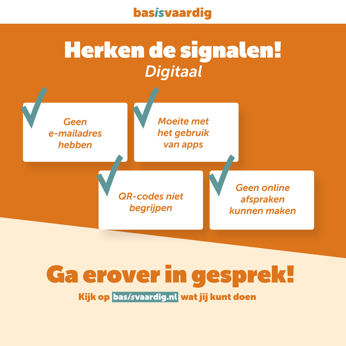 basisvaardig
Herken de signalen!
Digitaal
Geen
e-mailadres
hebben
Moeite met
het gebruik
van apps
QR-codes niet
begrijpen
Geen online
afspraken
kunnen maken
Ga erover in gesprek!
Kijk op basisvaardig.nl wat jij kunt doen